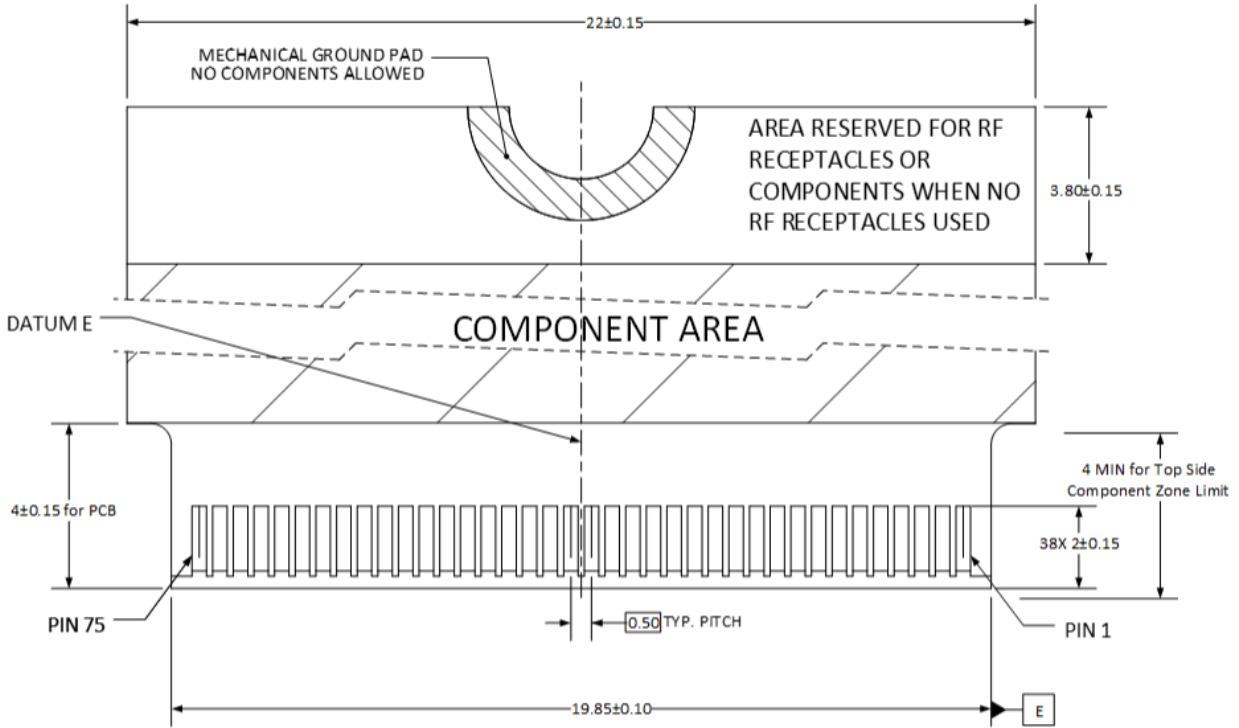 22±0.15
MECHANICAL GROUND PAD
NO COMPONENTS ALLOWED
AREA RESERVED FOR RF
RECEPTACLES OR
COMPONENTS WHEN NO
RF RECEPTACLES USED
3.80±0.15
DATUM E
COMPONENT AREA
4±0.15 for PCB
4 MIN for Top Side
Component Zone Limit
38X 2±0.15
PIN 75
0.50 TYP. PITCH
PIN 1
19.85±0.10
E